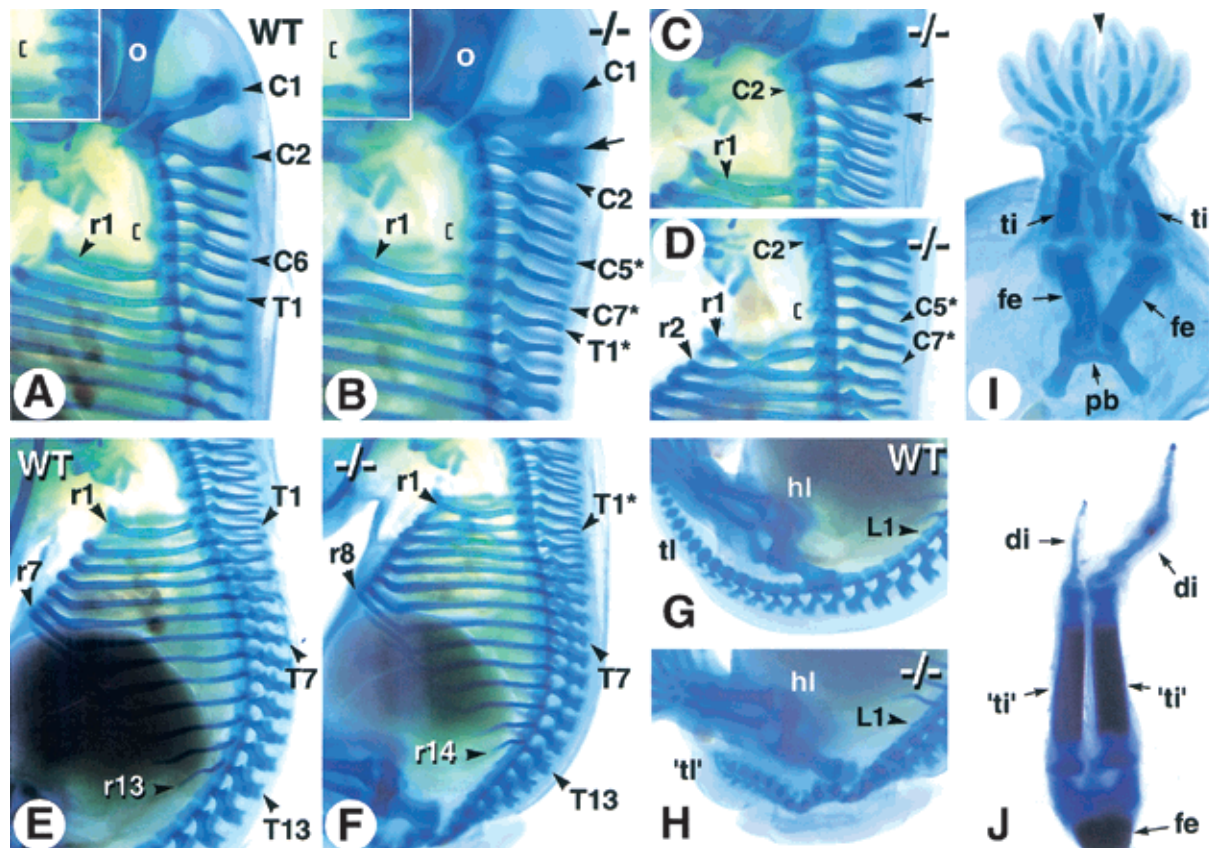 WT
o
C1
C2
r1
C6
T1
A
-/-
o
C1
C2
r1
C5*
C7*
T1*
B
C
-/-
C2
r1
D
-/-
C2
r1
r2
C5*
C7*
ti
ti
fe
fe
pb
I
WT
r1
T1
r7
T7
r13
T13
E
-/-
r1
T1*
r8
T7
r14
T13
F
WT
hl
L1
tl
G
-/-
hl
L1
'tl'
H
di
di
'ti'
'ti'
fe
J